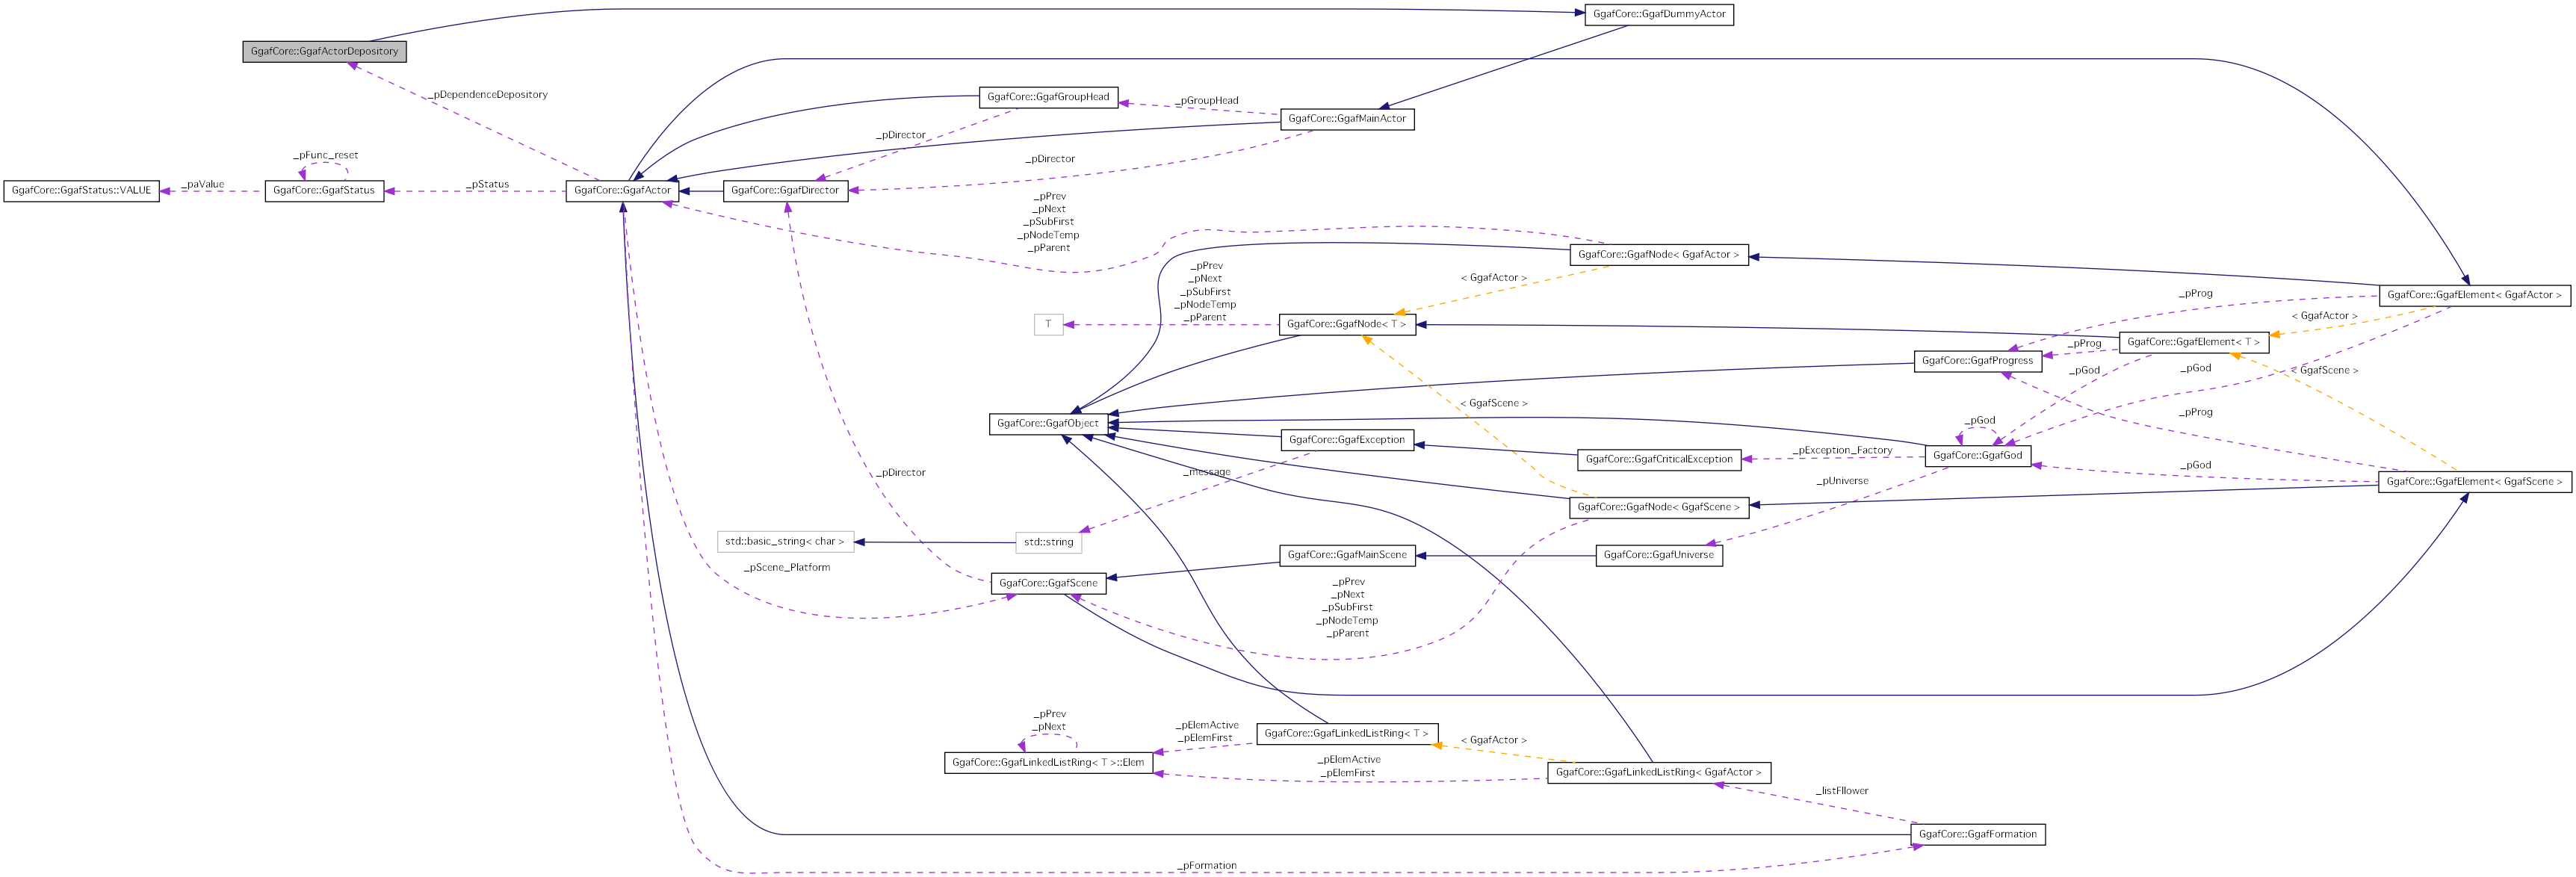 GgafCore::GgafDummyActor
GgafCore::GgafActorDepository
_pDependenceDepository
GgafCore::GgafGroupHead
_pGroupHead
GgafCore::GgafMainActor
_pDirector
_pFunc_reset
_pDirector
GgafCore::GgafStatus::VALUE
_paValue
GgafCore::GgafStatus
_pStatus
GgafCore::GgafActor
GgafCore::GgafDirector
_pPrev
_pNext
_pSubFirst
_pNodeTemp
_pParent
GgafCore::GgafNode< GgafActor >
_pPrev
_pNext
_pSubFirst
_pNodeTemp
_pParent
< GgafActor >
T
GgafCore::GgafNode< T >
_pProg
GgafCore::GgafElement< GgafActor >
< GgafActor >
GgafCore::GgafElement< T >
_pProg
GgafCore::GgafProgress
_pGod
_pGod
< GgafScene >
< GgafScene >
_pProg
GgafCore::GgafObject
_pGod
GgafCore::GgafException
_pException_Factory
GgafCore::GgafCriticalException
GgafCore::GgafGod
_pGod
_message
_pDirector
_pUniverse
GgafCore::GgafElement< GgafScene >
GgafCore::GgafNode< GgafScene >
std::basic_string< char >
std::string
GgafCore::GgafMainScene
GgafCore::GgafUniverse
_pScene_Platform
GgafCore::GgafScene
_pPrev
_pNext
_pSubFirst
_pNodeTemp
_pParent
_pPrev
_pNext
_pElemActive
_pElemFirst
GgafCore::GgafLinkedListRing< T >
< GgafActor >
GgafCore::GgafLinkedListRing< T >::Elem
_pElemActive
_pElemFirst
GgafCore::GgafLinkedListRing< GgafActor >
_listFllower
GgafCore::GgafFormation
_pFormation